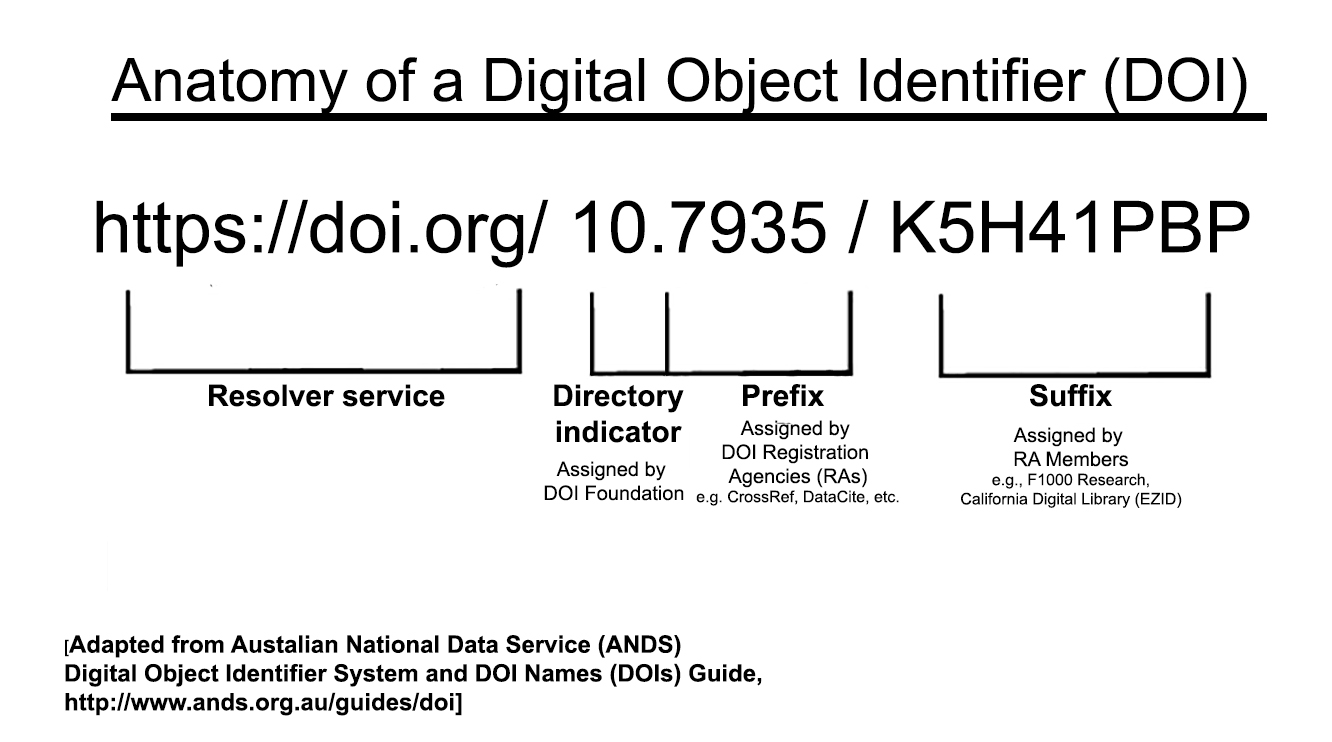 Anatomy of a Digital Object Identifier (DOI)
https://doi.org/ 10.7935 / K5H41PBP
Resolver service
Directory
indicator
Assigned by
DOI Foundation
Prefix
Assigned by
DOI Registration
Agencies (RAs)
e.g. CrossRef, DataCite, etc.
Suffix
Assigned by
RA Members
e.g., F1000 Research,
California Digital Library (EZID)
[Adapted from Austalian National Data Service (ANDS)
Digital Object Identifier System and DOI Names (DOIs) Guide,
http://www.ands.org.au/guides/doi]